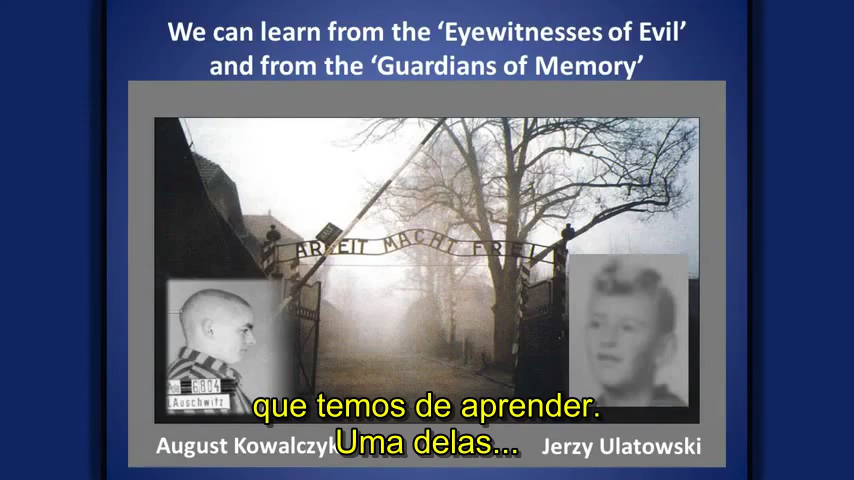 We can learn from the ‘Eyewitnesses of Evil’
and from the ‘Guardians of Memory’
ARBEIT MACHT FREI
6804
K.L.Auschwitz
que temos de aprender.
August Kowalczyk
Uma delas...
Jerzy Ulatowski